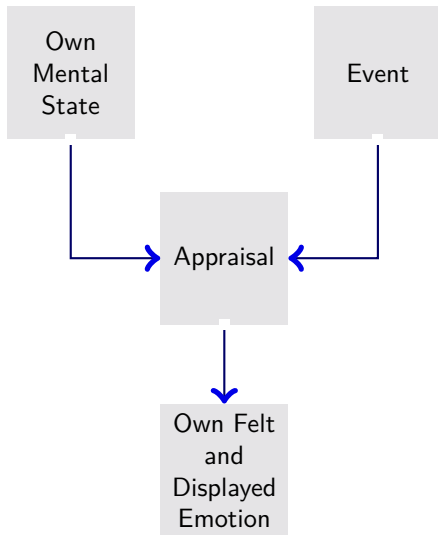 Own
Mental
State
Event
Appraisal
Own Felt
and
Displayed
Emotion